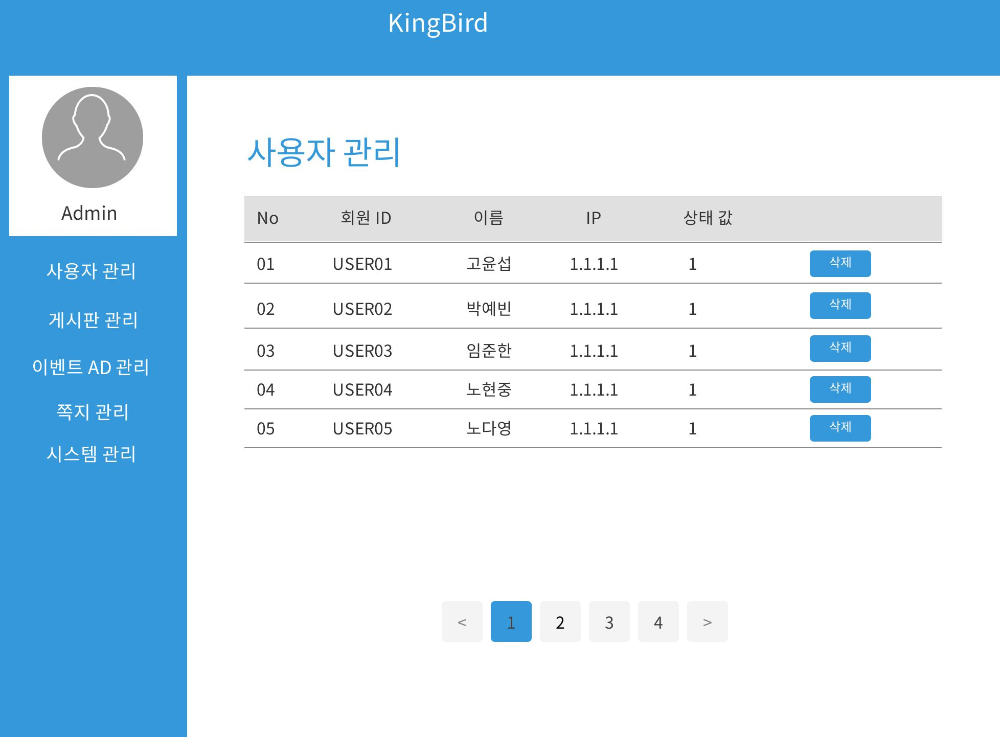 KingBird
Admin
사용자 관리
게시판 관리
이벤트 AD 관리
쪽지 관리
시스템 관리
사용자 관리
No 회원 ID 이름 IP 상태 값
01 USER01 고윤섭 1.1.1.1 1 삭제
02 USER02 박예빈 1.1.1.1 1 삭제
03 USER03 임준한 1.1.1.1 1 삭제
04 USER04 노현중 1.1.1.1 1 삭제
05 USER05 노다영 1.1.1.1 1 삭제
< 1 2 3 4 >